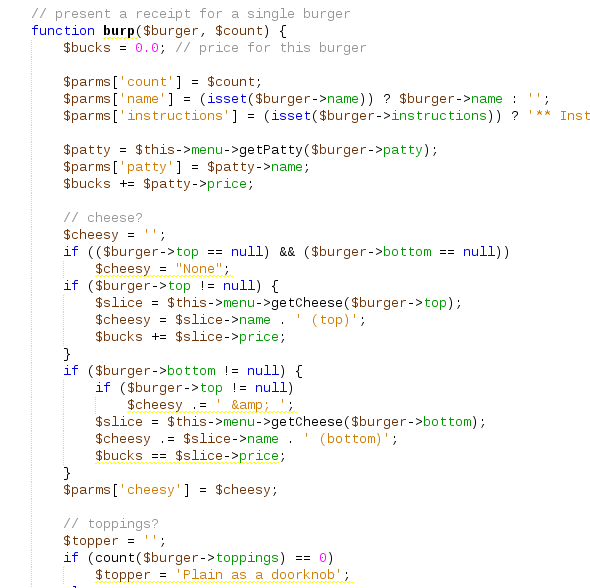 // present a receipt for a single burger
function burp($burger, $count) {
$bucks = 0.0; // price for this burger
$parms['count'] = $count;
$parms['name'] = (isset($burger->name)) ? $burger->name : '';
$parms['instructions'] = (isset($burger->instructions)) ? '** Inst
$patty = $this->menu->getPatty($burger->patty);
$parms['patty'] = $patty->name;
$bucks += $patty->price;
// cheese?
$cheesy = '';
if (($burger->top == null) && ($burger->bottom == null))
$cheesy = "None";
if ($burger->top != null) {
$slice = $this->menu->getCheese($burger->top);
$cheesy = $slice->name . ' (top)';
$bucks += $slice->price;
}
if ($burger->bottom != null) {
if ($burger->top != null)
$cheesy .= ' &amp; ';
$slice = $this->menu->getCheese($burger->bottom);
$cheesy .= $slice->name . ' (bottom)';
$bucks == $slice->price;
}
$parms['cheesy'] = $cheesy;
// toppings?
$topper = '';
if (count($burger->toppings) == 0)
$topper = 'Plain as a doorknob';